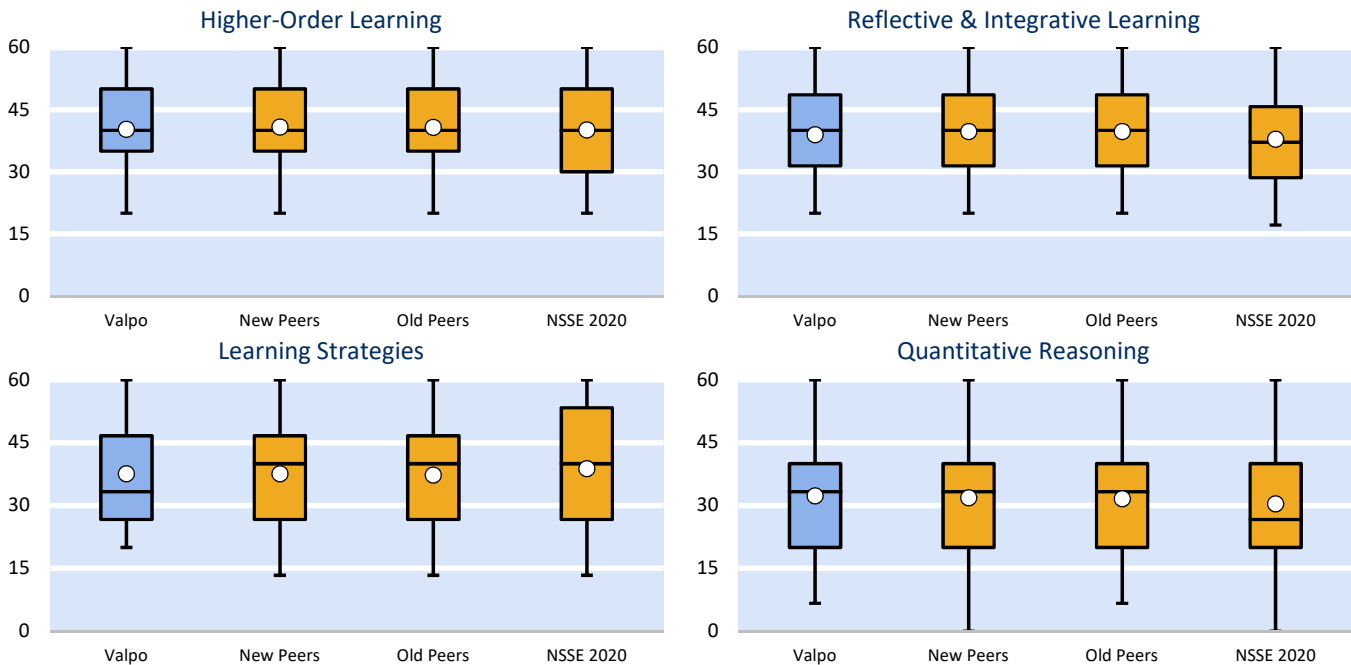 Higher-Order Learning
60
45
30
15
0
Valpo New Peers Old Peers NSSE 2020
Reflective & Integrative Learning
60
45
30
15
0
Valpo New Peers Old Peers NSSE 2020
Learning Strategies
60
45
30
15
0
Valpo New Peers Old Peers NSSE 2020
Quantitative Reasoning
60
45
30
15
0
Valpo New Peers Old Peers NSSE 2020